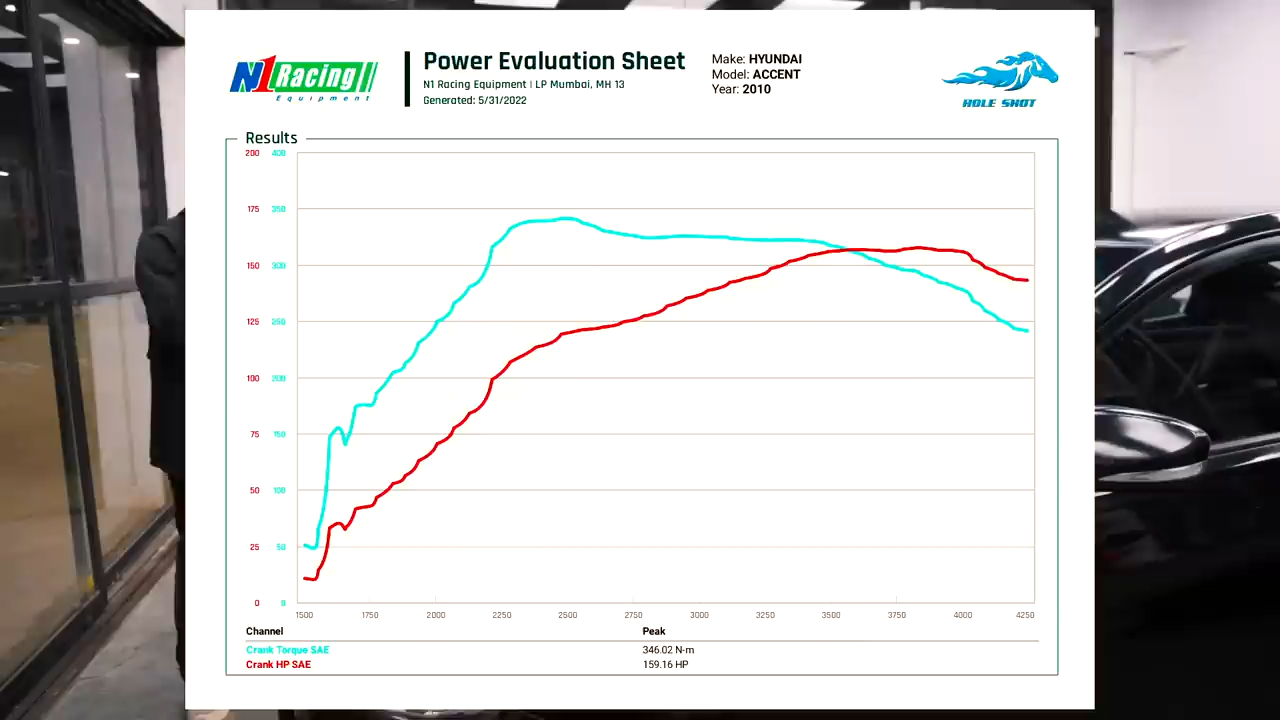 N1 Racing
Equipment
Power Evaluation Sheet
N1 Racing Equipment | LP Mumbai, MH 13
Generated: 5/31/2022
Make: HYUNDAI
Model: ACCENT
Year: 2010
HOLE SHOT
Results
200 400
175 350
150 300
125 250
100 200
75 150
50 100
25 50
0 0
1500 1750 2000 2250 2500 2750 3000 3250 3500 3750 4000 4250
Channel Peak
Crank Torque SAE 346.02 N·m
Crank HP SAE 159.16 HP